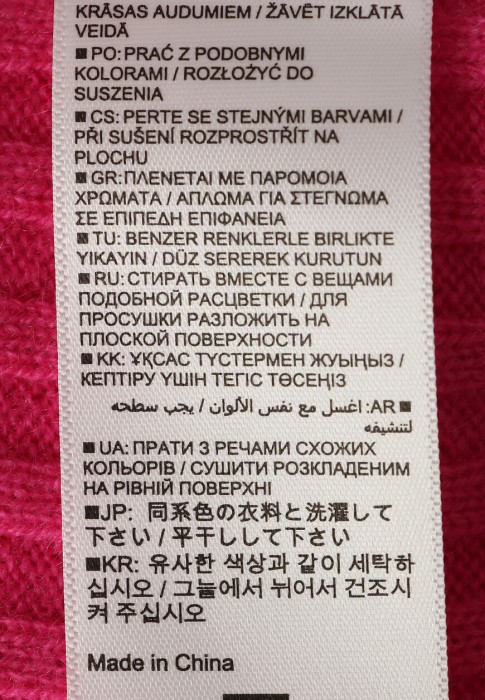 KRĀSAS AUDUMIEM / ŽĀVĒT IZKLĀTĀ
VEIDĀ
■ PO: PRAĆ Z PODOBNYMI
KOLORAMI / ROZŁOŻYĆ DO
SUSZENIA
■ CS: PERTE SE STEJNÝMI BARVAMI /
PŘI SUŠENÍ ROZPROSTŘÍT NA
PLOCHU
■ GR: ΠΛΕΝΕΤΑΙ ΜΕ ΠΑΡΟΜΟΙΑ
ΧΡΩΜΑΤΑ / ΑΠΛΩΜΑ ΓΙΑ ΣΤΕΓΝΩΜΑ
ΣΕ ΕΠΙΠΕΔΗ ΕΠΙΦΑΝΕΙΑ
■ TU: BENZER RENKLERLE BIRLIKTE
YIKAYIN / DÜZ SEREREK KURUTUN
■ RU: СТИРАТЬ ВМЕСТЕ С ВЕЩАМИ
ПОДОБНОЙ РАСЦВЕТКИ / ДЛЯ
ПРОСУШКИ РАЗЛОЖИТЬ НА
ПЛОСКОЙ ПОВЕРХНОСТИ
■ KK: ҰҚСАС ТҮСТЕРМЕН ЖУЫҢЫЗ /
КЕПТІРУ ҮШІН ТЕГІС ТӨСЕҢІЗ
■ AR: اغسل مع نفس الألوان / يجب سطحه
لتنشيفه
■ UA: ПРАТИ З РЕЧАМИ СХОЖИХ
КОЛЬОРІВ / СУШИТИ РОЗКЛАДЕНИМ
НА РІВНІЙ ПОВЕРХНІ
■JP: 同系色の衣料と洗濯して
下さい / 平干しして下さい
■KR: 유사한 색상과 같이 세탁하
십시오 / 그늘에서 뉘어서 건조시
켜 주십시오
Made in China